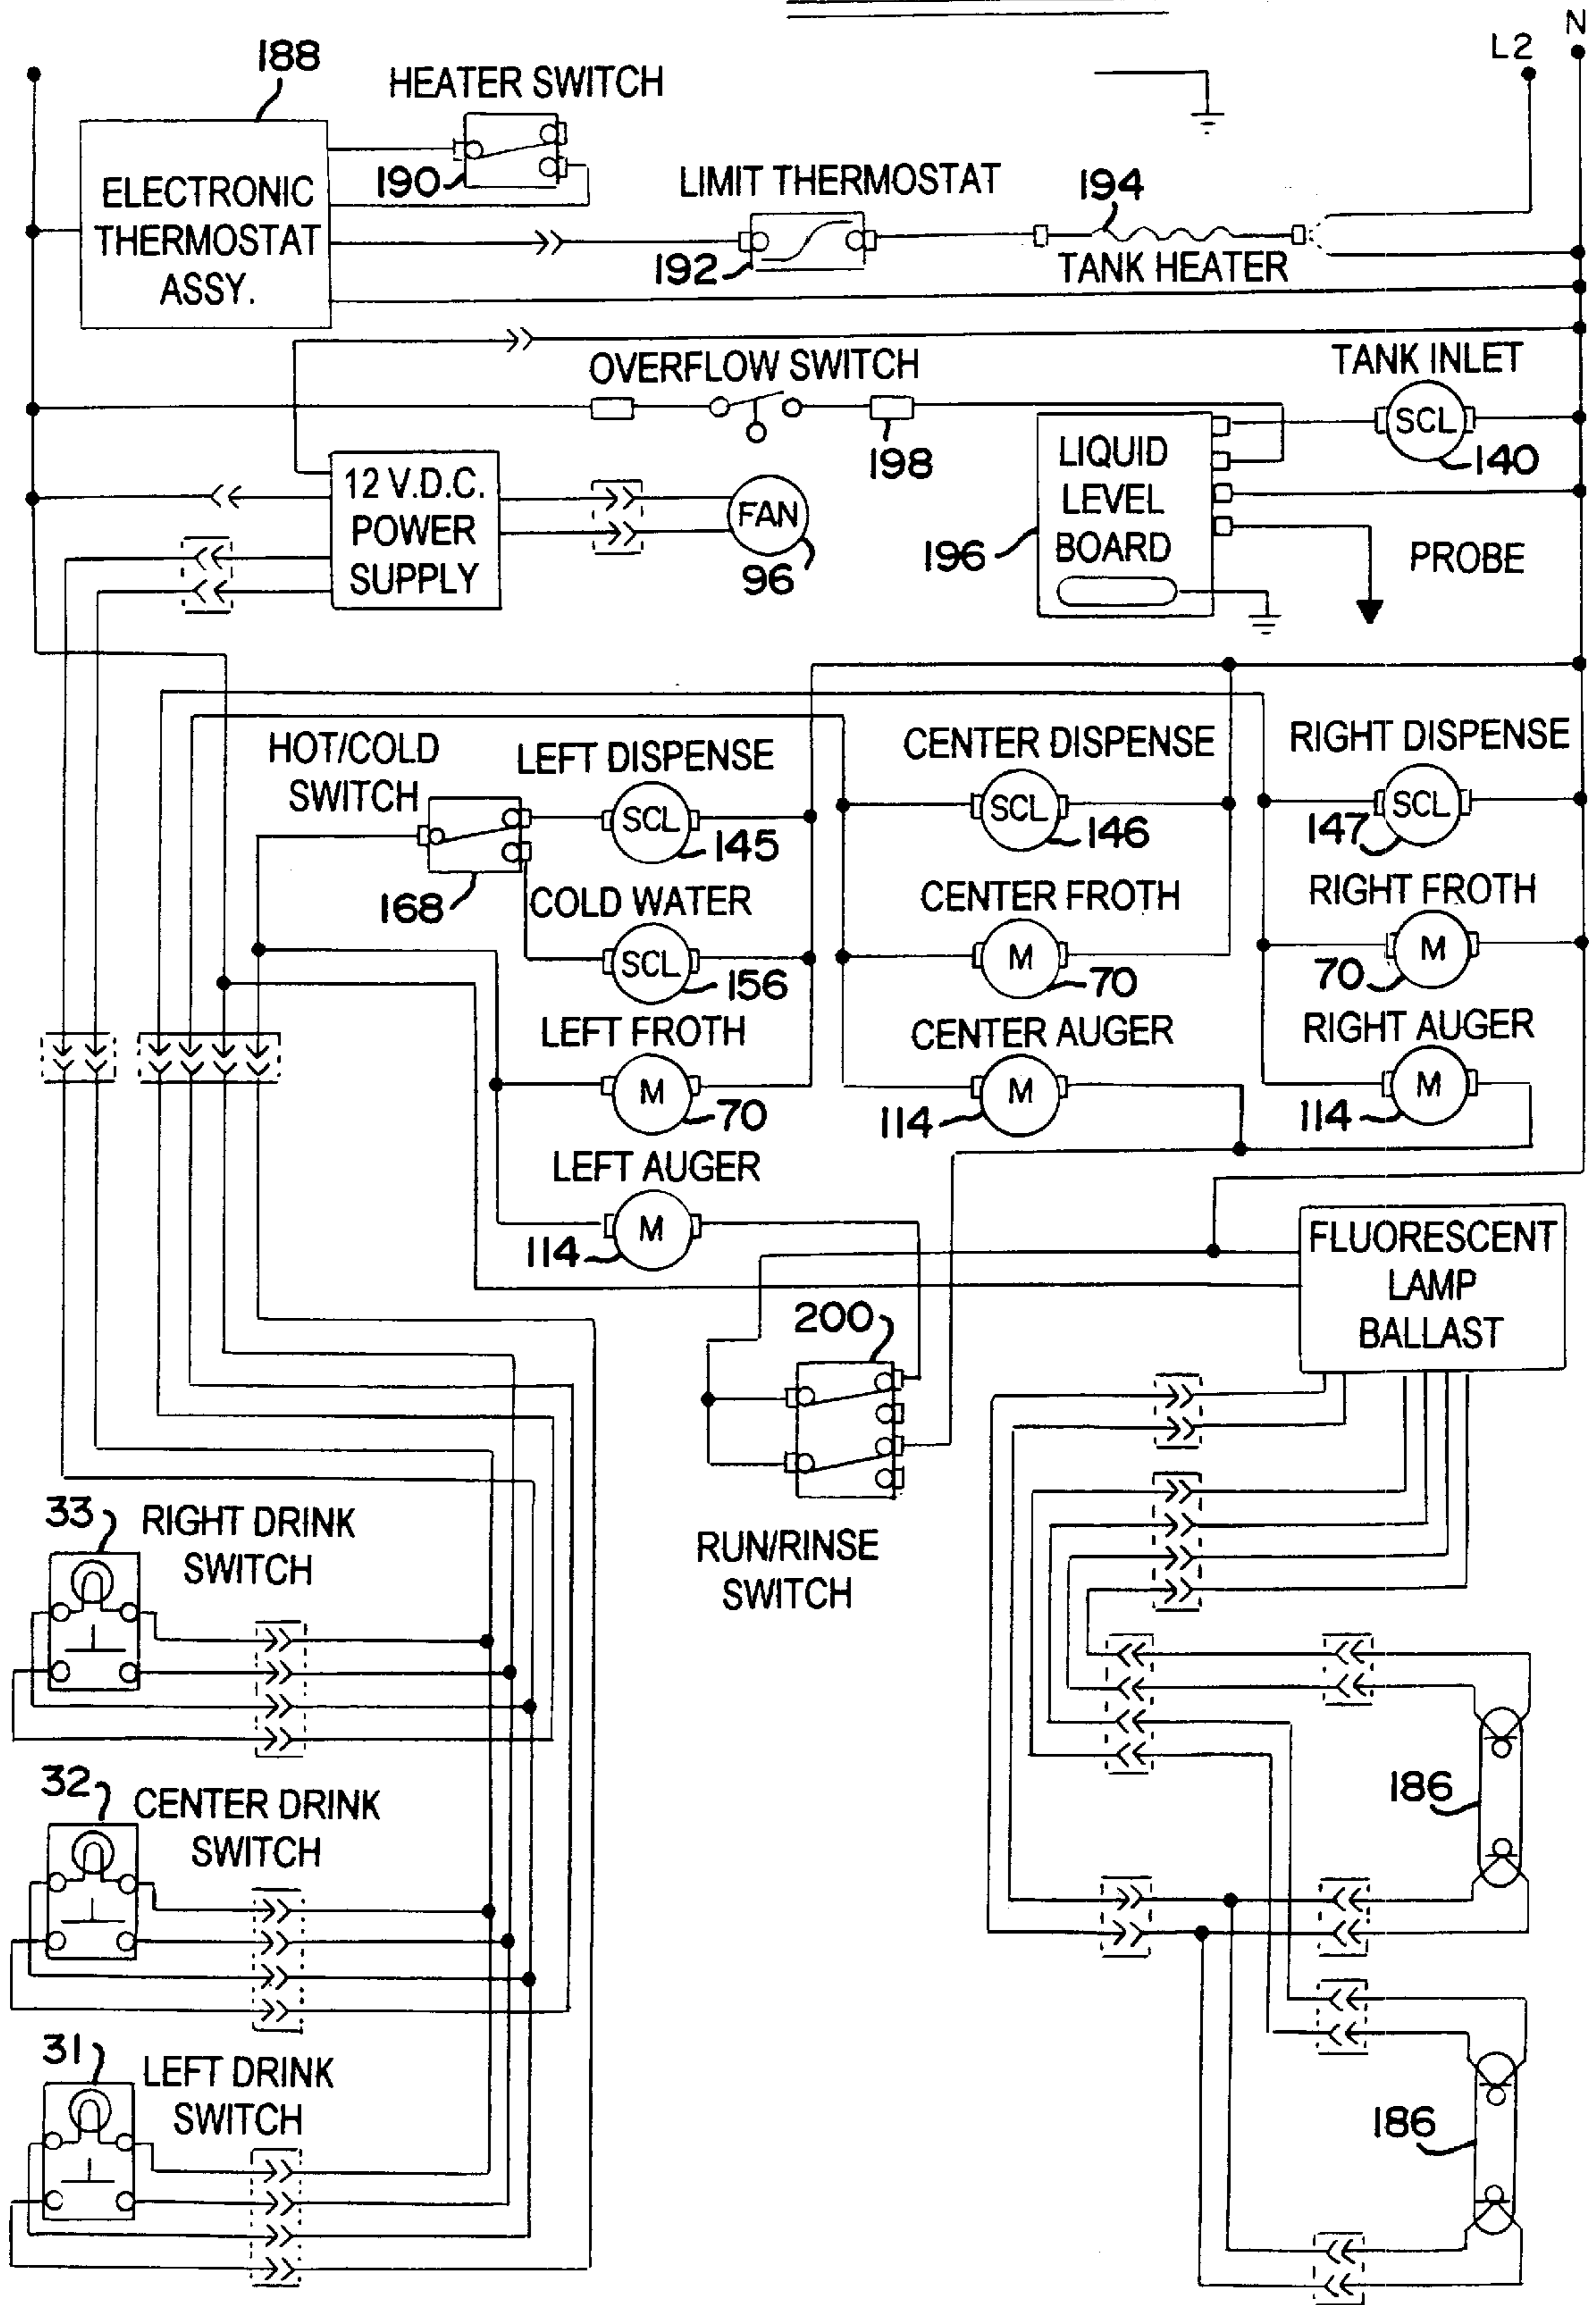 N
L2
188
HEATER SWITCH
190
ELECTRONIC
THERMOSTAT
ASSY.
LIMIT THERMOSTAT
192
194
TANK HEATER
OVERFLOW SWITCH
198
TANK INLET
SCL
140
12 V.D.C.
POWER
SUPPLY
FAN
96
LIQUID
LEVEL
BOARD
196
PROBE
HOT/COLD
SWITCH
168
LEFT DISPENSE
SCL
145
COLD WATER
SCL
156
LEFT FROTH
M
70
LEFT AUGER
M
114
CENTER DISPENSE
SCL
146
CENTER FROTH
M
70
CENTER AUGER
M
114
RIGHT DISPENSE
SCL
147
RIGHT FROTH
M
70
RIGHT AUGER
M
114
FLUORESCENT
LAMP
BALLAST
200
RUN/RINSE
SWITCH
33
RIGHT DRINK
SWITCH
32
CENTER DRINK
SWITCH
31
LEFT DRINK
SWITCH
186
186